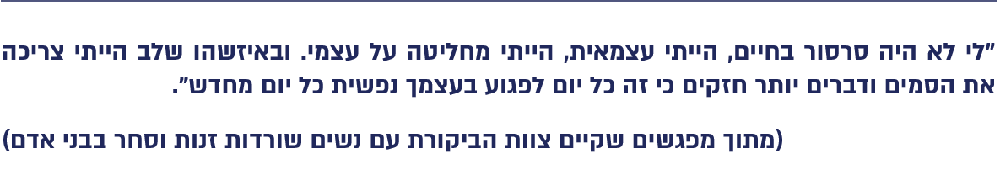 "לי לא היה סרסור בחיים, הייתי עצמאית, הייתי מחליטה על עצמי. ובאיזשהו שלב הייתי צריכה
את הסמים ודברים יותר חזקים כי זה כל יום לפגוע בעצמך נפשית כל יום מחדש".
(מתוך מפגשים שקיים צוות הביקורת עם נשים שורדות זנות וסחר בבני אדם)